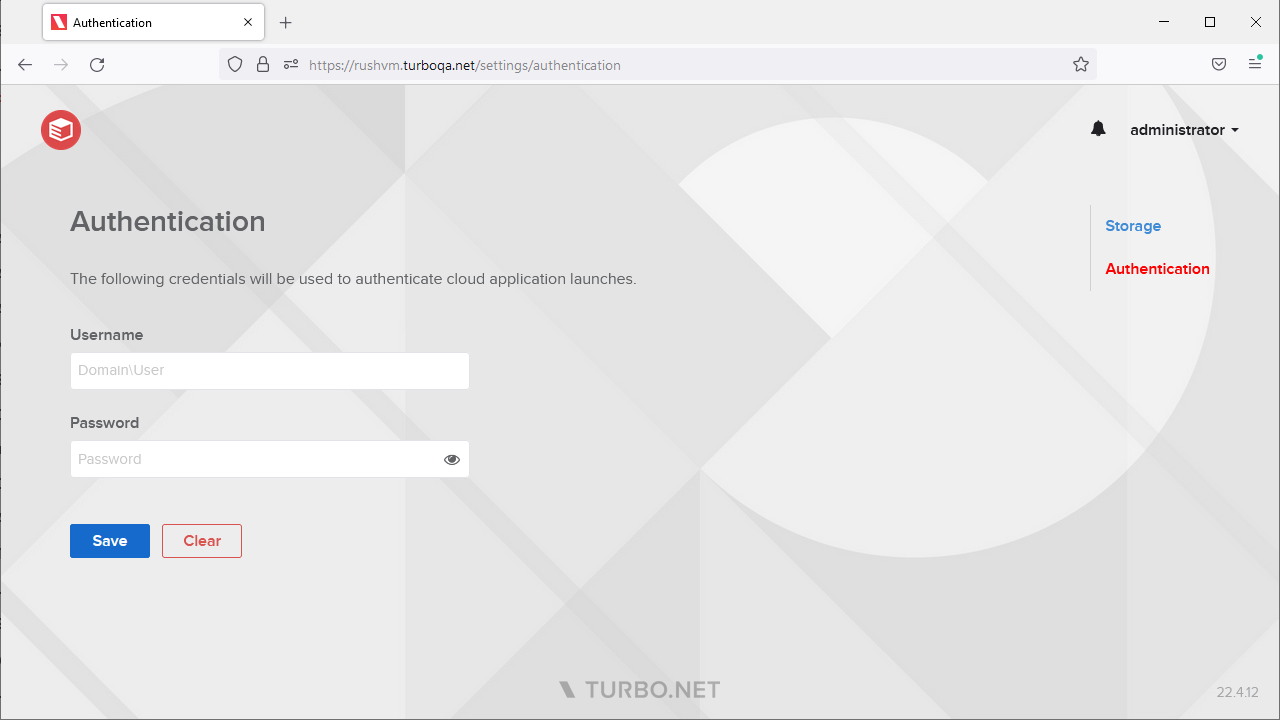 Authentication
https://rushvm.turboqa.net/settings/authentication
administrator
Authentication
Storage
Authentication
The following credentials will be used to authenticate cloud application launches.
Username
Domain\User
Password
Password
Save Clear
TURBO.NET
22.4.12